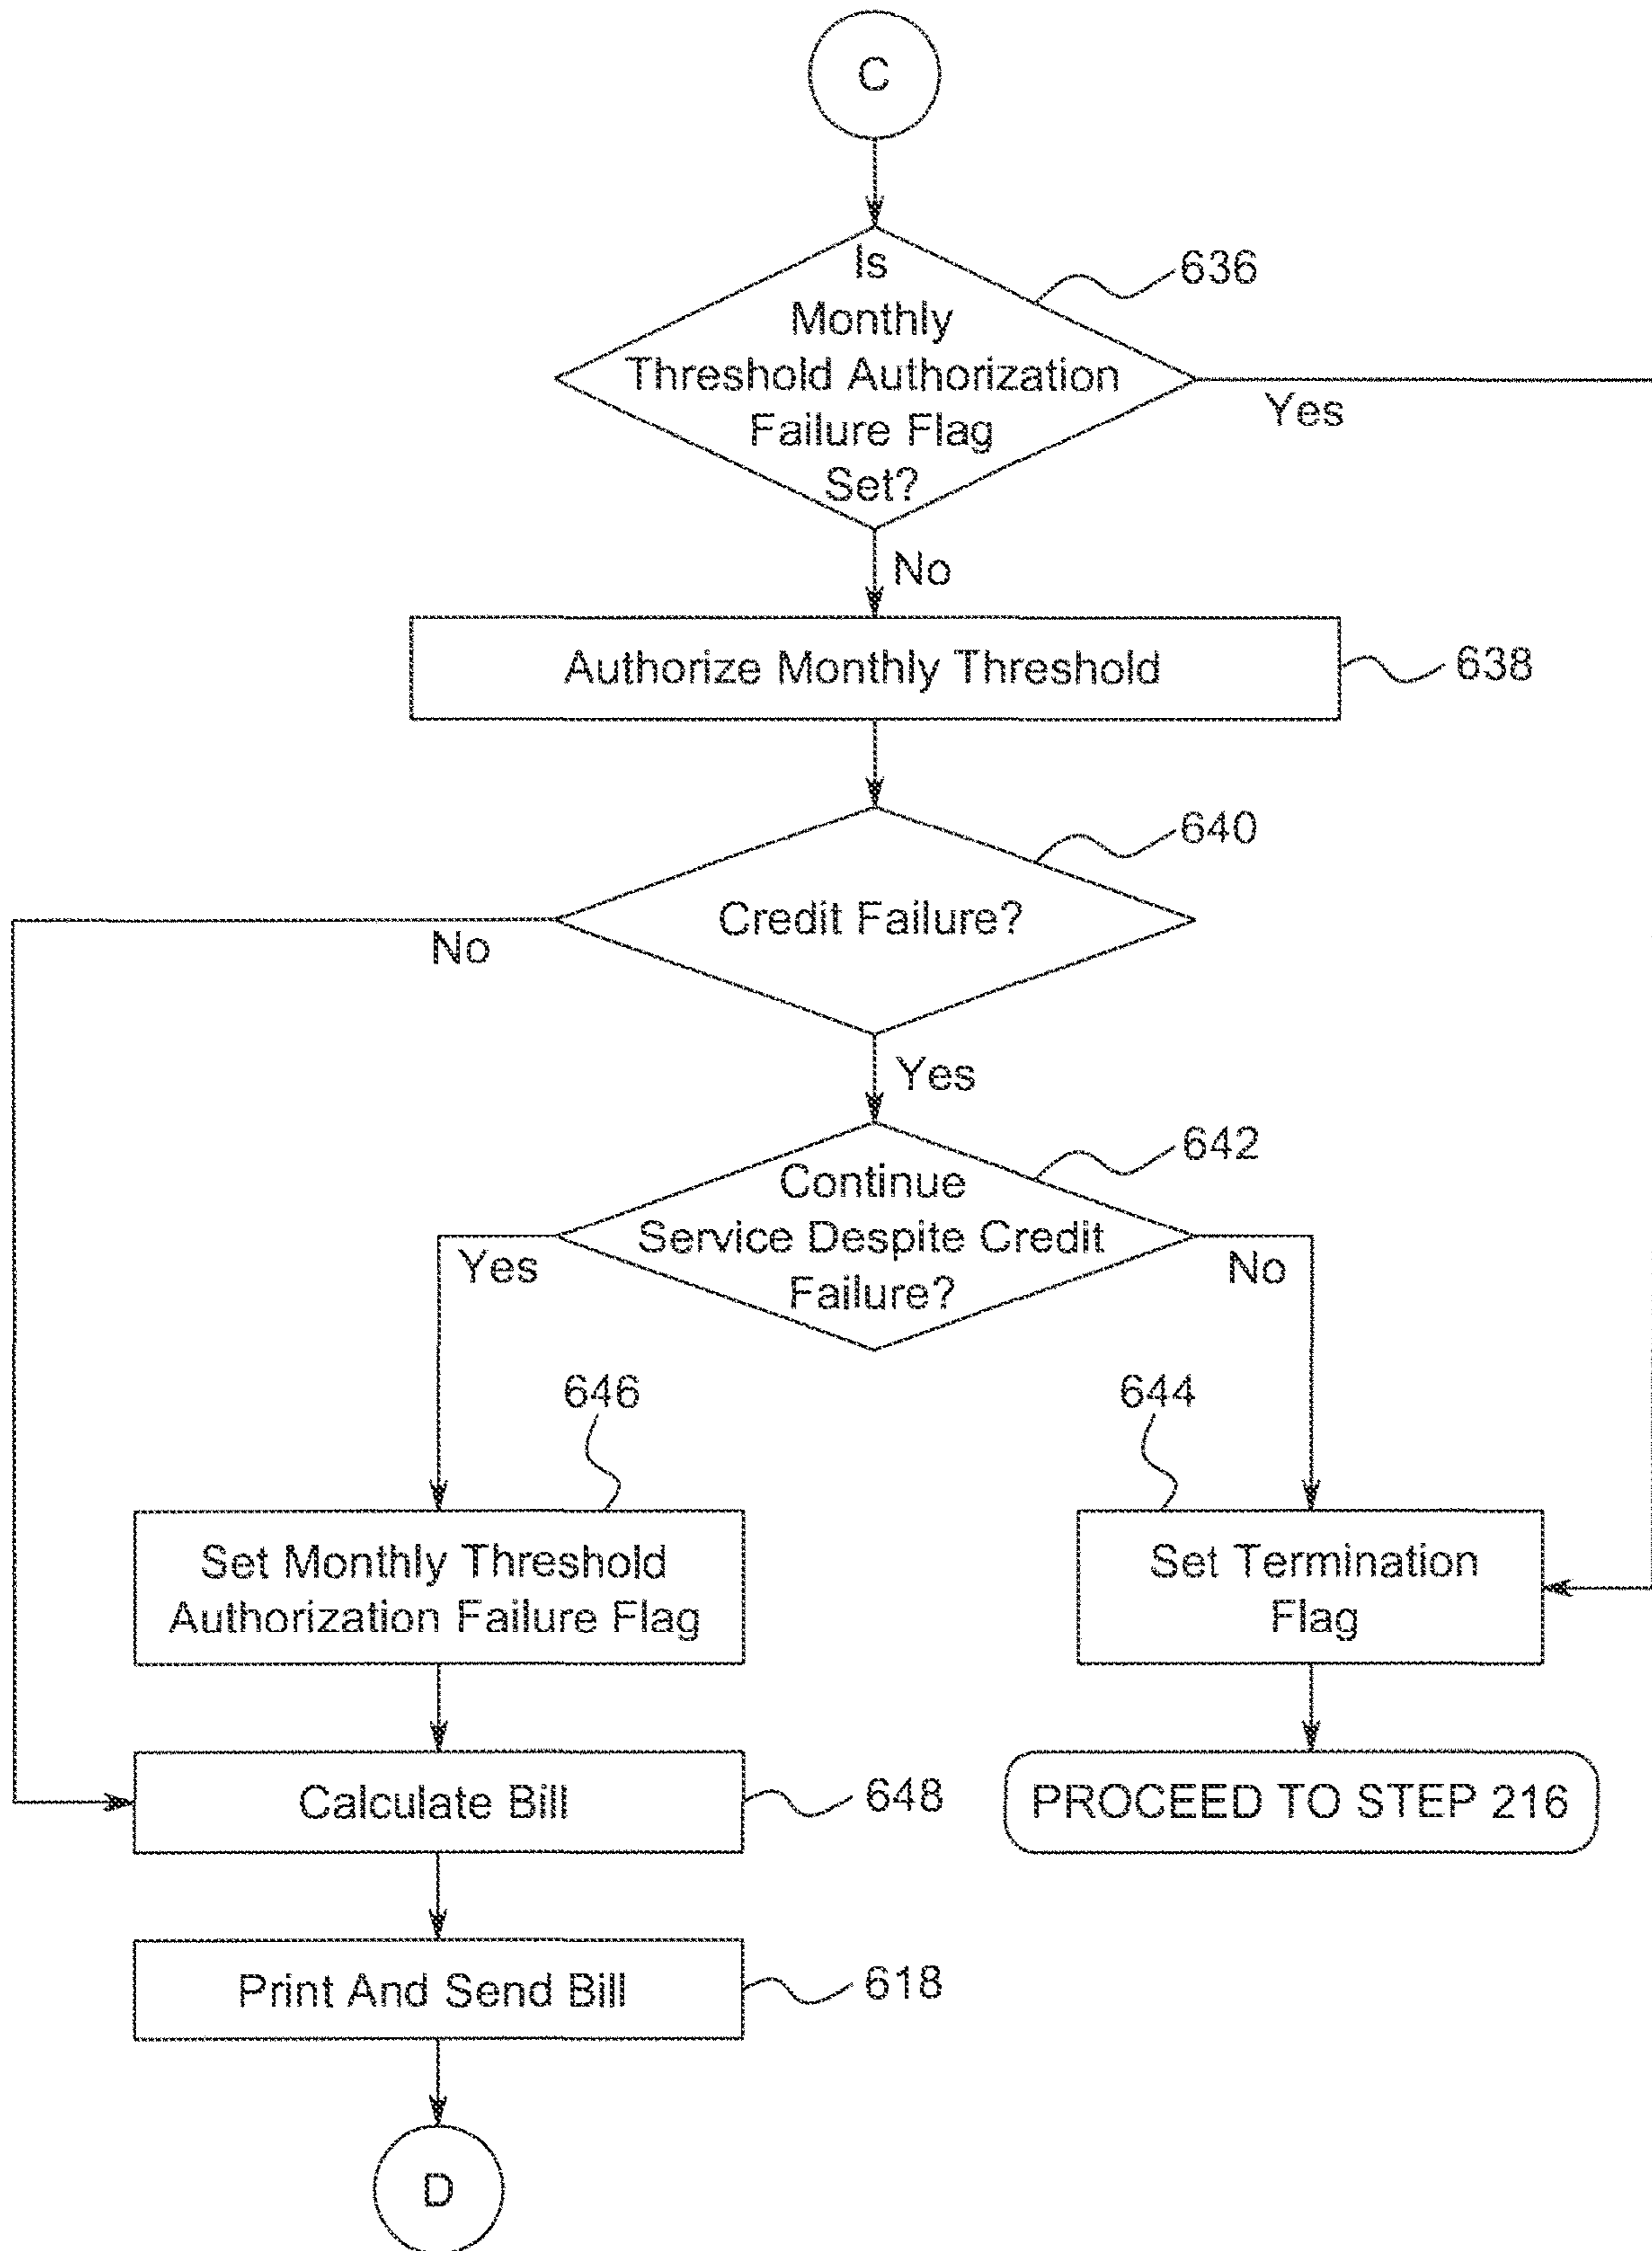 C
Is
Monthly
Threshold Authorization
Failure Flag
Set?
636
Yes
No
Authorize Monthly Threshold
638
Credit Failure?
640
No
Yes
Continue
Service Despite Credit
Failure?
642
Yes
No
646
644
Set Monthly Threshold
Authorization Failure Flag
Set Termination
Flag
Calculate Bill
648
PROCEED TO STEP 216
Print And Send Bill
618
D